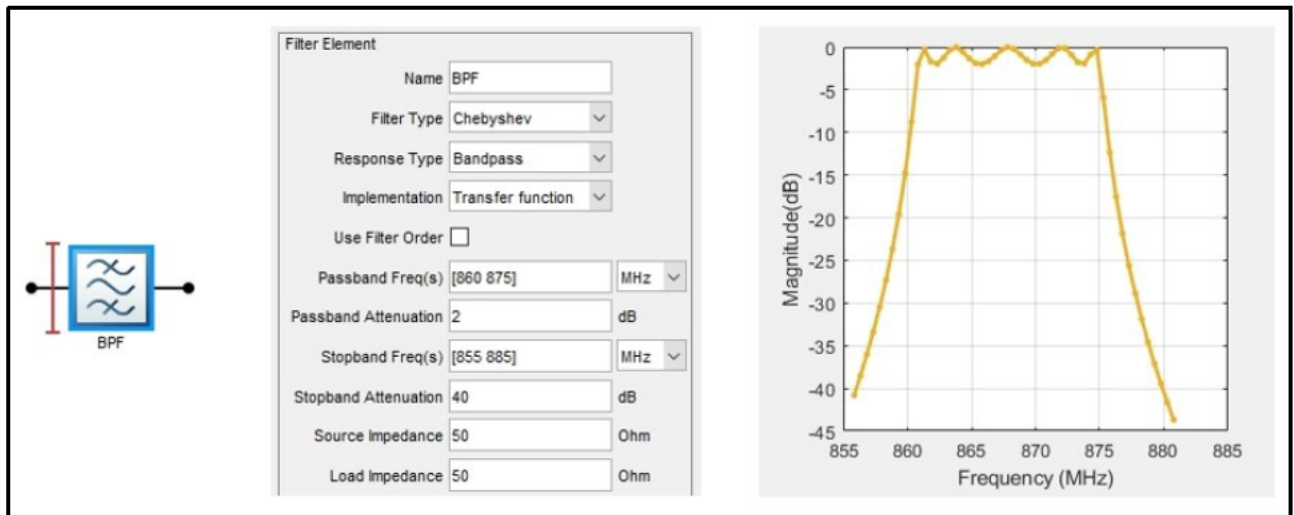 BPF
Filter Element
Name BPF
Filter Type Chebyshev
Response Type Bandpass
Implementation Transfer function
Use Filter Order
Passband Freq(s) [860 875] MHz
Passband Attenuation 2 dB
Stopband Freq(s) [855 885] MHz
Stopband Attenuation 40 dB
Source Impedance 50 Ohm
Load Impedance 50 Ohm
Magnitude(dB)
0
-5
-10
-15
-20
-25
-30
-35
-40
-45
855 860 865 870 875 880 885
Frequency (MHz)